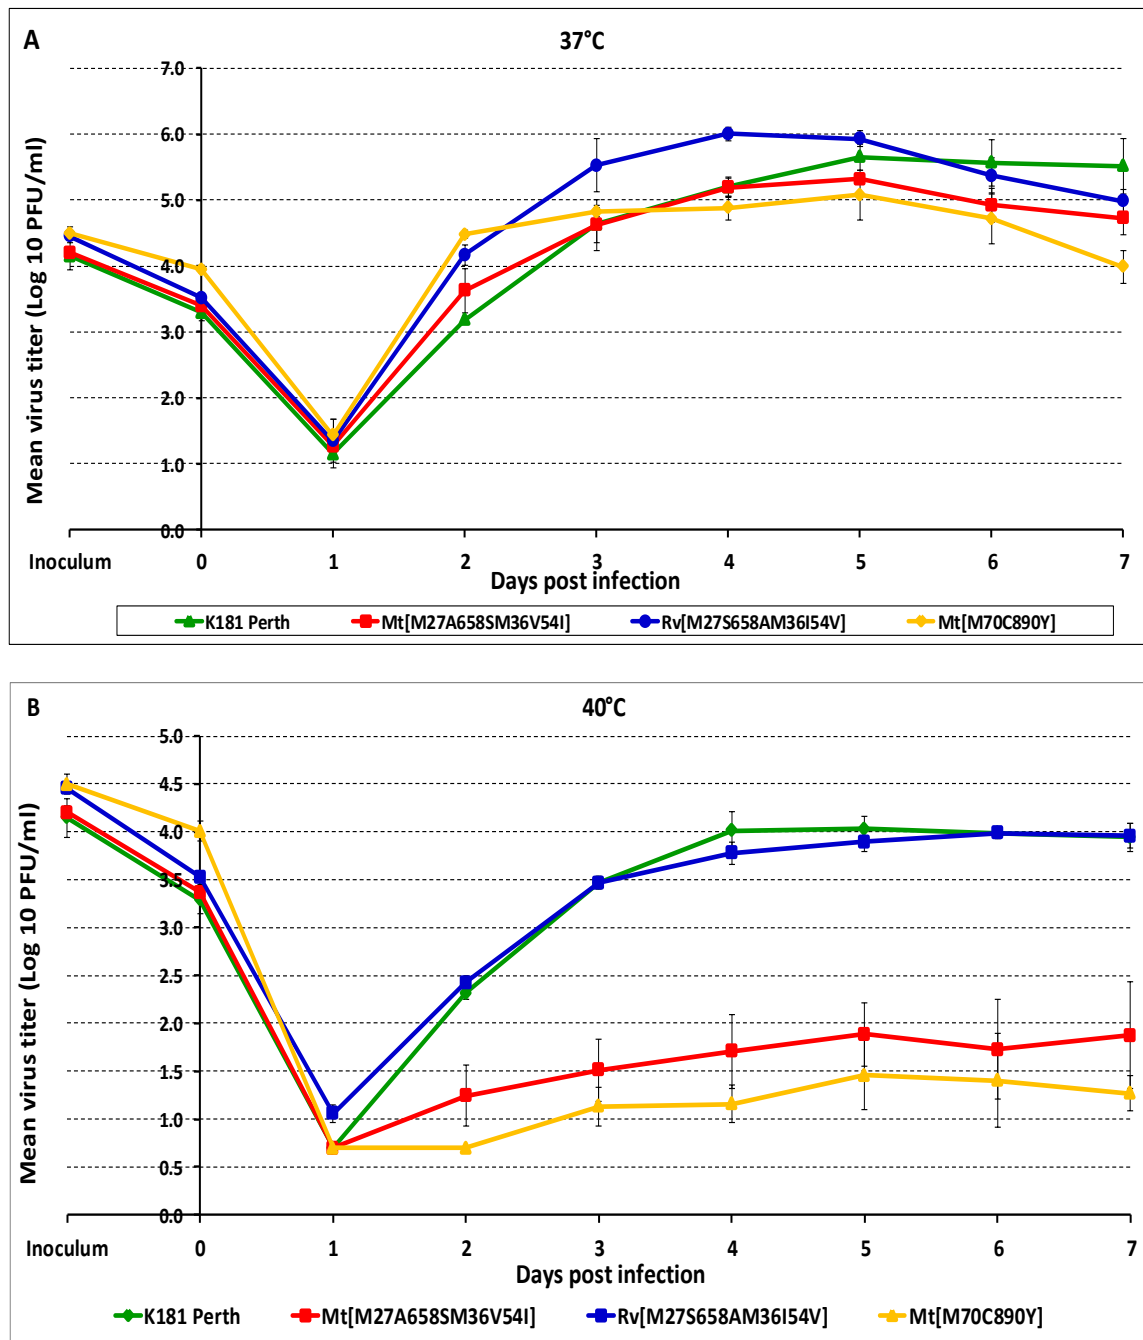 A
37°C
Mean virus titer (Log 10 PFU/ml)
7.0
6.0
5.0
4.0
3.0
2.0
1.0
0.0
Inoculum 0 1 2 3 4 5 6 7
Days post infection
K181 Perth Mt[M27A658SM36V54I] Rv[M27S658AM36I54V] Mt[M70C890Y]
B
40°C
Mean virus titer (Log 10 PFU/ml)
5.0
4.5
4.0
3.5
3.0
2.5
2.0
1.5
1.0
0.5
0.0
Inoculum 0 1 2 3 4 5 6 7
Days post infection
K181 Perth Mt[M27A658SM36V54I] Rv[M27S658AM36I54V] Mt[M70C890Y]